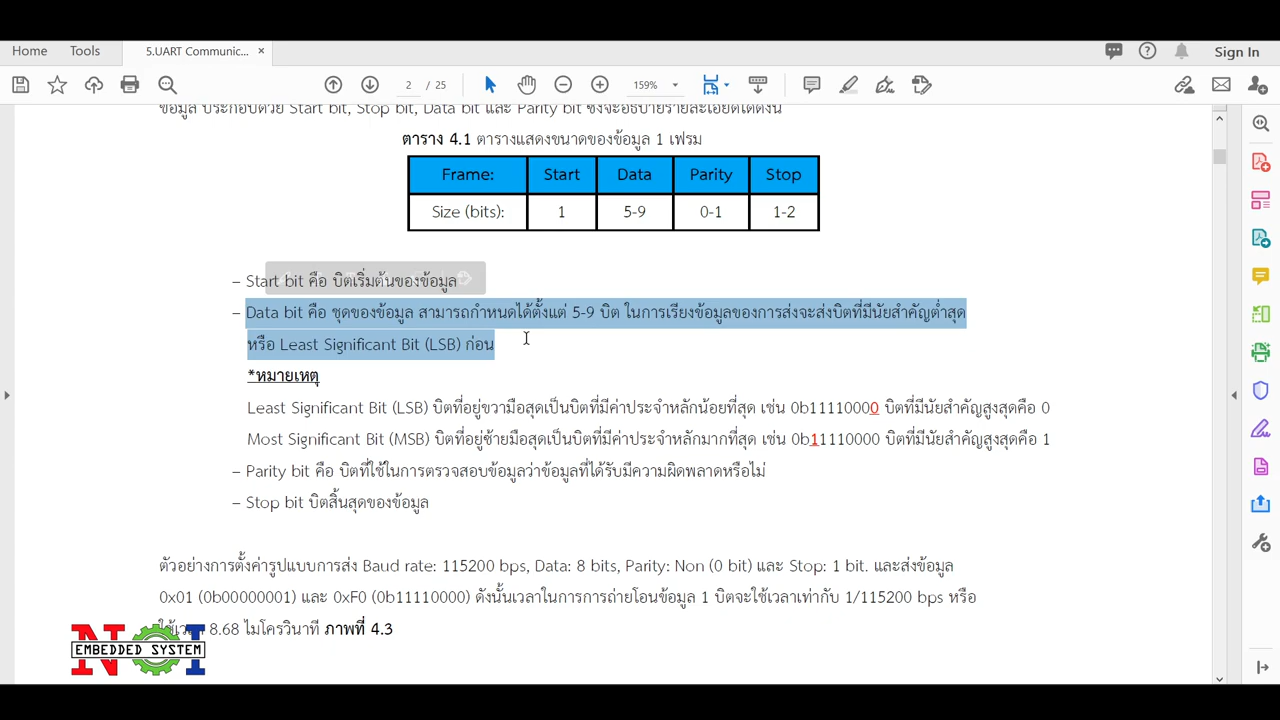 Home Tools 5.UART Communic... × Sign In
2 / 25 159%
ข้อมูล ประกอบด้วย Start bit, Stop bit, Data bit และ Parity bit ซึ่งจะอธิบายรายละเอียดได้ดังนี้
ตาราง 4.1 ตารางแสดงขนาดของข้อมูล 1 เฟรม
Frame: Start Data Parity Stop
Size (bits): 1 5-9 0-1 1-2
– Start bit คือ บิตเริ่มต้นของข้อมูล
– Data bit คือ ชุดของข้อมูล สามารถกำหนดได้ตั้งแต่ 5-9 บิต ในการเรียงข้อมูลของการส่งจะส่งบิตที่มีนัยสำคัญต่ำสุด
หรือ Least Significant Bit (LSB) ก่อน
*หมายเหตุ
Least Significant Bit (LSB) บิตที่อยู่ขวามือสุดเป็นบิตที่มีค่าประจำหลักน้อยที่สุด เช่น 0b11110000 บิตที่มีนัยสำคัญสูงสุดคือ 0
Most Significant Bit (MSB) บิตที่อยู่ซ้ายมือสุดเป็นบิตที่มีค่าประจำหลักมากที่สุด เช่น 0b11110000 บิตที่มีนัยสำคัญสูงสุดคือ 1
– Parity bit คือ บิตที่ใช้ในการตรวจสอบข้อมูลว่าข้อมูลที่ได้รับมีความผิดพลาดหรือไม่
– Stop bit บิตสิ้นสุดของข้อมูล
ตัวอย่างการตั้งค่ารูปแบบการส่ง Baud rate: 115200 bps, Data: 8 bits, Parity: Non (0 bit) และ Stop: 1 bit. และส่งข้อมูล
0x01 (0b00000001) และ 0xF0 (0b11110000) ดังนั้นเวลาในการการถ่ายโอนข้อมูล 1 บิตจะใช้เวลาเท่ากับ 1/115200 bps หรือ
ใช้เวลา 8.68 ไมโครวินาที ภาพที่ 4.3
EMBEDDED SYSTEM